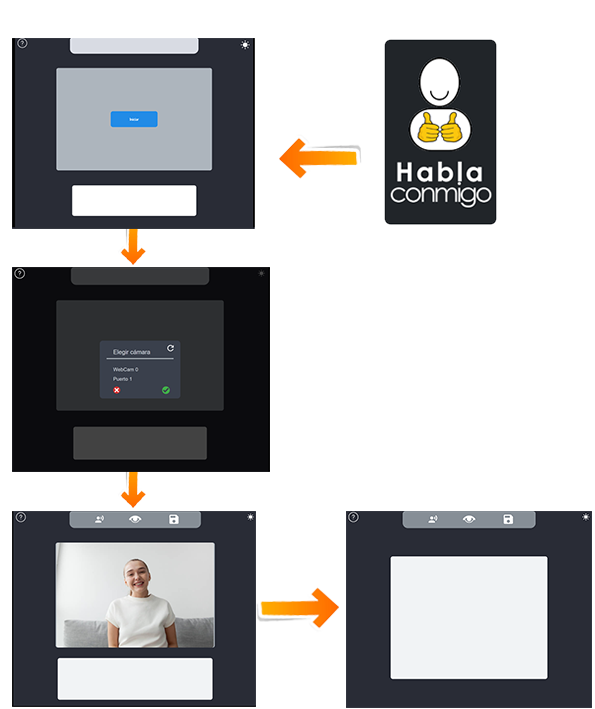 ?
Iniciar
Habla
conmigo
?
Elegir cámara
WebCam 0
Puerto 1
?
?